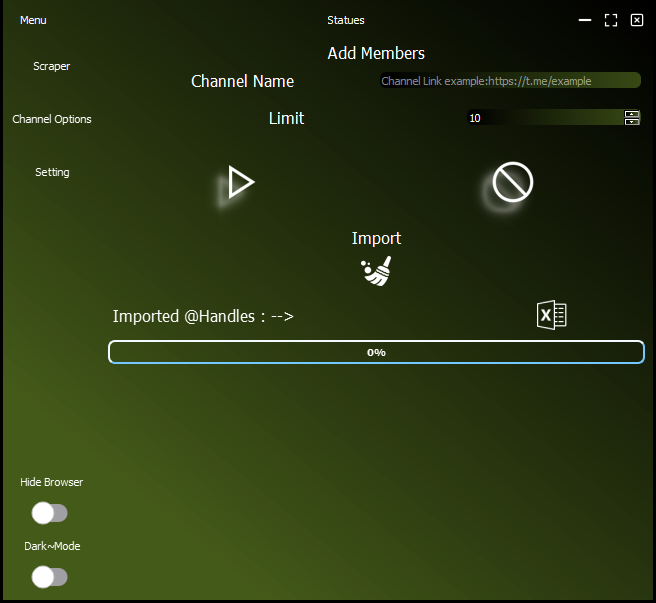 Menu
Statues
Scraper
Add Members
Channel Name
Channel Link example:https://t.me/example
Channel Options
Limit
10
Setting
Import
Imported @Handles : -->
X
0%
Hide Browser
Dark~Mode